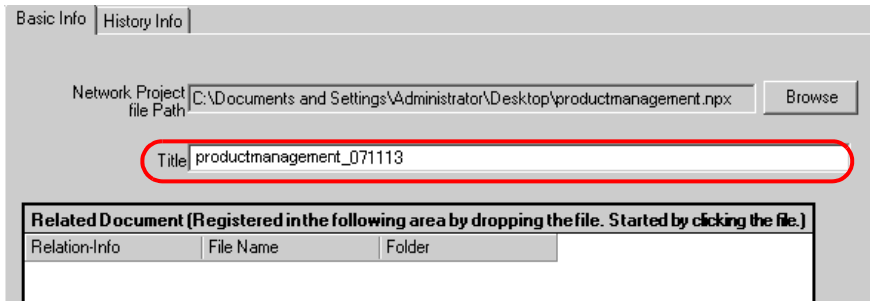 Basic Info History Info
Network Project
file Path C:\Documents and Settings\Administrator\Desktop\productmanagement.npx Browse
Title productmanagement_071113
Related Document (Registered in the following area by dropping the file. Started by clicking the file.)
Relation-Info File Name Folder